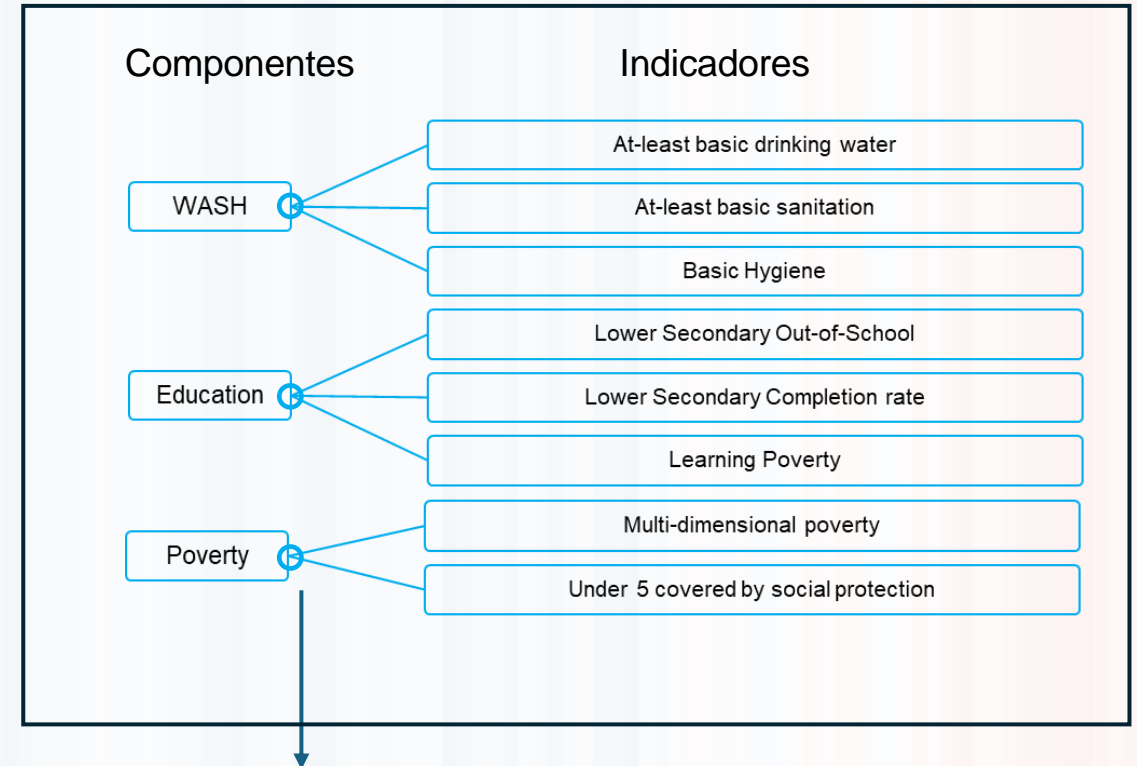 Componentes
Indicadores
WASH
At-least basic drinking water
At-least basic sanitation
Basic Hygiene
Education
Lower Secondary Out-of-School
Lower Secondary Completion rate
Learning Poverty
Poverty
Multi-dimensional poverty
Under 5 covered by social protection